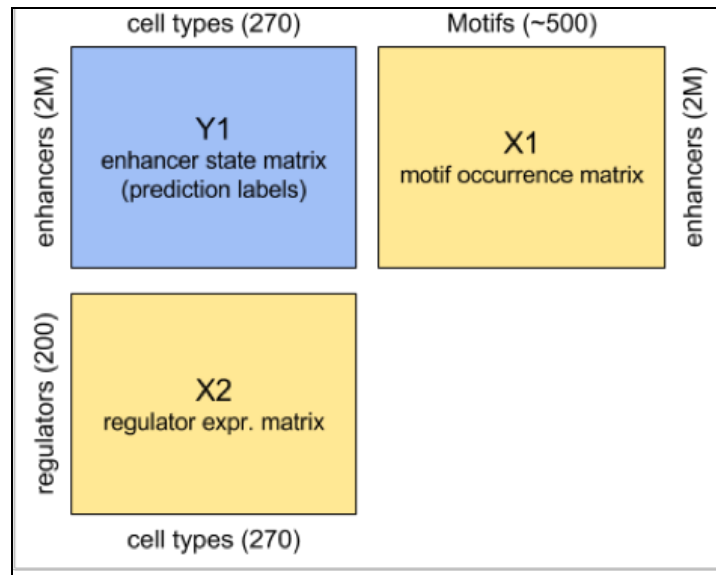 cell types (270)
Motifs (~500)
enhancers (2M)
Y1
enhancer state matrix
(prediction labels)
X1
motif occurrence matrix
enhancers (2M)
regulators (200)
X2
regulator expr. matrix
cell types (270)